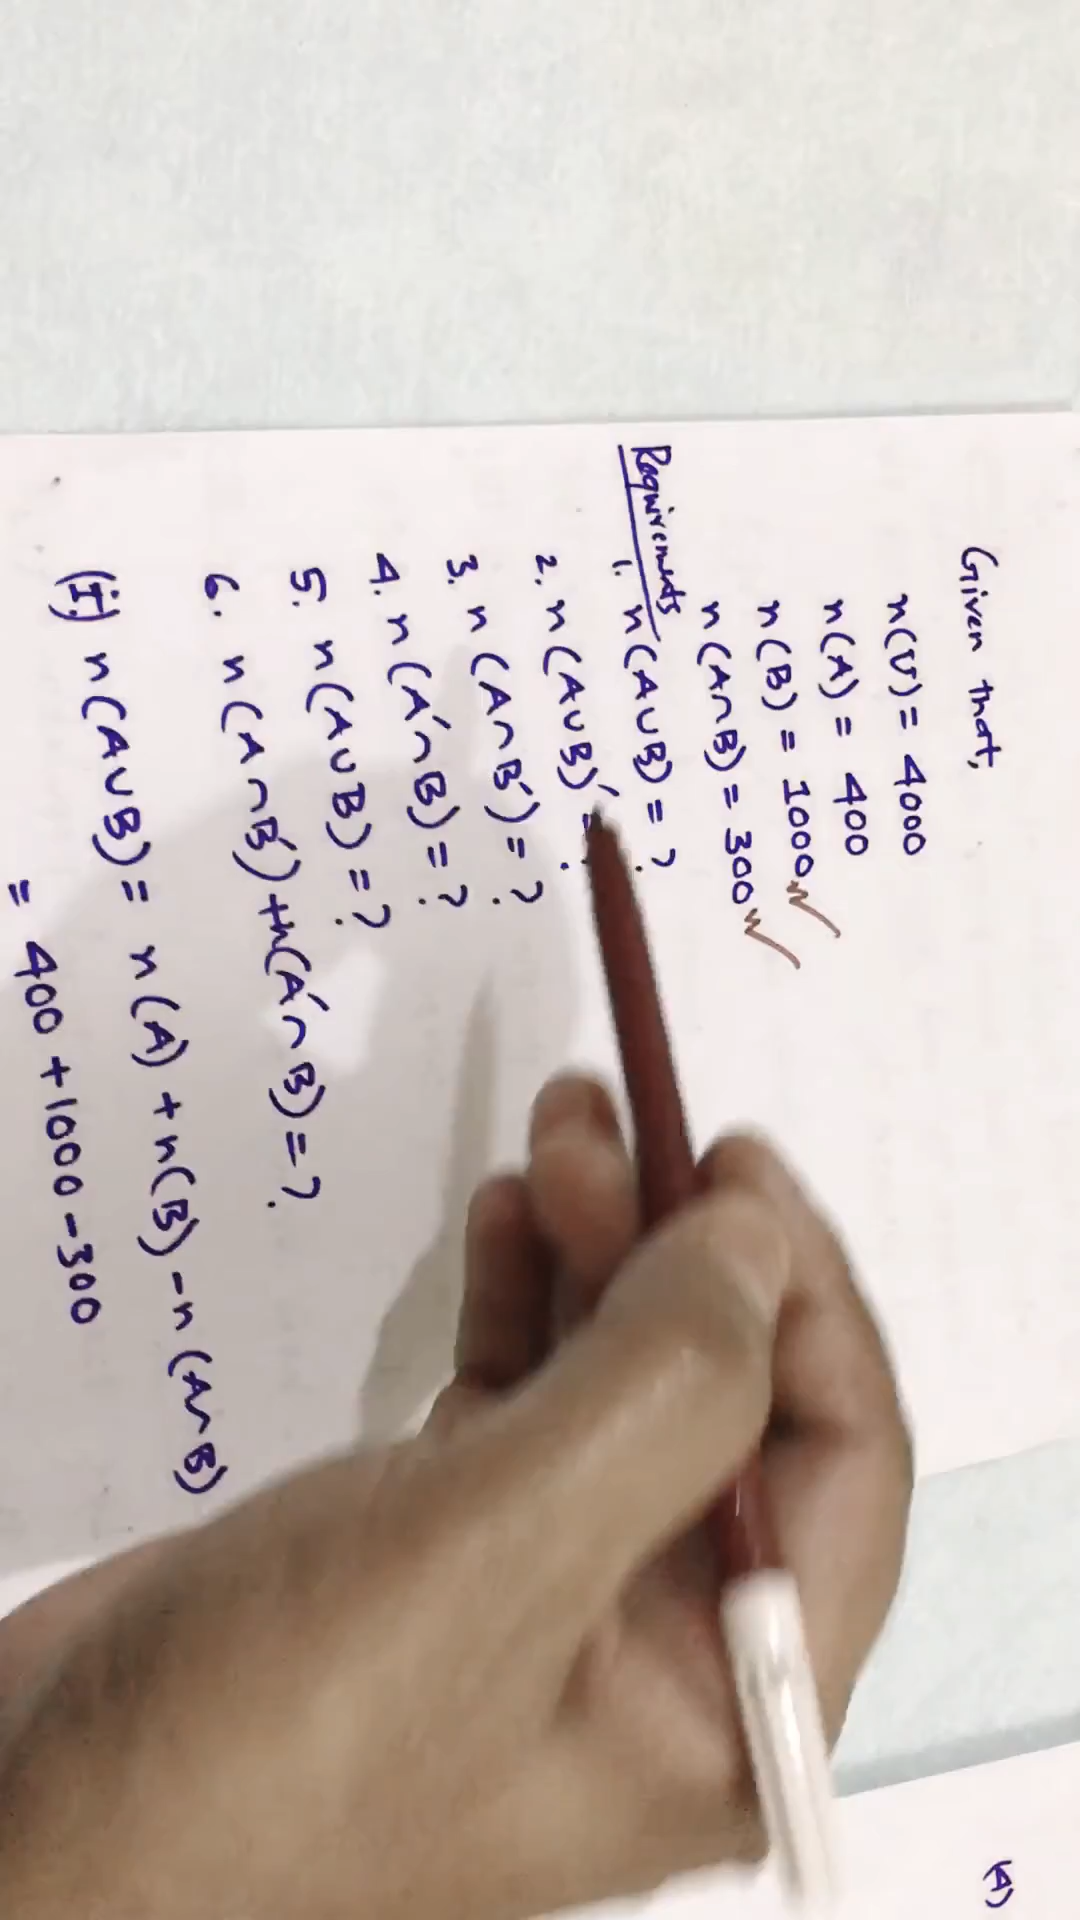 Given that,
n(U) = 4000
n(A) = 400
n(B) = 1000
n(A∩B) = 300
Requirements
1. n(A∪B) = ?
2. n(A∪B)′ = ?
3. n(A∩B′) = ?
4. n(A′∩B) = ?
5. n(A∪B) = ?
6. n(A∩B′) + n(A′∩B) = ?
(I) n(A∪B) = n(A) + n(B) - n(A∩B)
= 400 + 1000 - 300
(A)